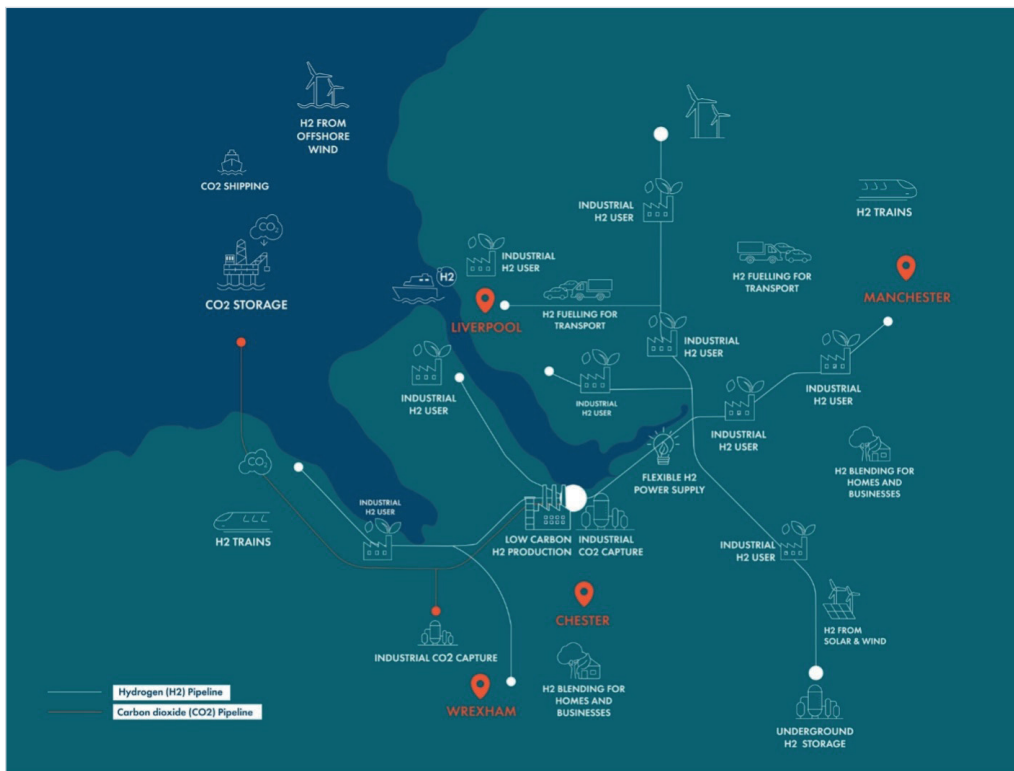 H2 FROM
OFFSHORE
WIND
CO2 SHIPPING
CO2
CO2 STORAGE
INDUSTRIAL
H2 USER
H2 TRAINS
INDUSTRIAL
H2 USER
H2
LIVERPOOL
H2 FUELLING FOR
TRANSPORT
H2 FUELLING FOR
TRANSPORT
MANCHESTER
INDUSTRIAL
H2 USER
INDUSTRIAL
H2 USER
INDUSTRIAL
H2 USER
INDUSTRIAL
H2 USER
INDUSTRIAL
H2 USER
CO2
H2 TRAINS
INDUSTRIAL
H2 USER
FLEXIBLE H2
POWER SUPPLY
H2 BLENDING FOR
HOMES AND
BUSINESSES
LOW CARBON
H2 PRODUCTION
INDUSTRIAL
CO2 CAPTURE
INDUSTRIAL
H2 USER
CHESTER
H2 FROM
SOLAR & WIND
INDUSTRIAL CO2 CAPTURE
WREXHAM
H2 BLENDING FOR
HOMES AND
BUSINESSES
UNDERGROUND
H2 STORAGE
Hydrogen (H2) Pipeline
Carbon dioxide (CO2) Pipeline